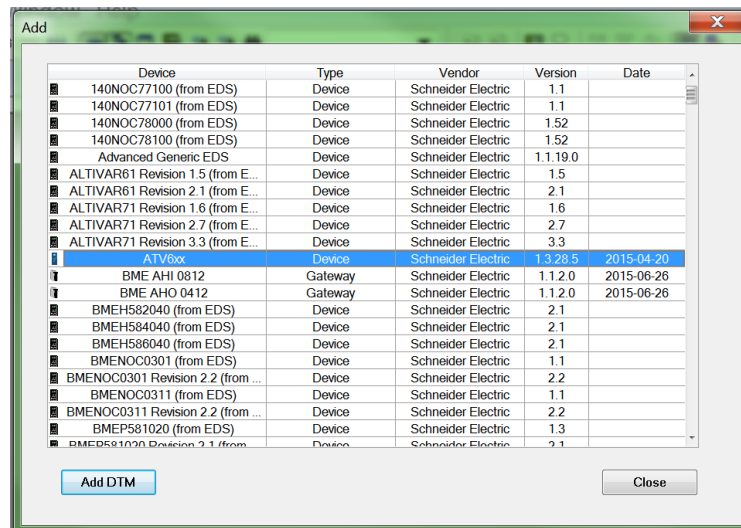 Add
Device Type Vendor Version Date
140NOC77100 (from EDS) Device Schneider Electric 1.1
140NOC77101 (from EDS) Device Schneider Electric 1.1
140NOC78000 (from EDS) Device Schneider Electric 1.52
140NOC78100 (from EDS) Device Schneider Electric 1.52
Advanced Generic EDS Device Schneider Electric 1.1.19.0
ALTIVAR61 Revision 1.5 (from E... Device Schneider Electric 1.5
ALTIVAR61 Revision 2.1 (from E... Device Schneider Electric 2.1
ALTIVAR71 Revision 1.6 (from E... Device Schneider Electric 1.6
ALTIVAR71 Revision 2.7 (from E... Device Schneider Electric 2.7
ALTIVAR71 Revision 3.3 (from E... Device Schneider Electric 3.3
ATV6xx Device Schneider Electric 1.3.28.5 2015-04-20
BME AHI 0812 Gateway Schneider Electric 1.1.2.0 2015-06-26
BME AHO 0412 Gateway Schneider Electric 1.1.2.0 2015-06-26
BMEH582040 (from EDS) Device Schneider Electric 2.1
BMEH584040 (from EDS) Device Schneider Electric 2.1
BMEH586040 (from EDS) Device Schneider Electric 2.1
BMENOC0301 (from EDS) Device Schneider Electric 1.1
BMENOC0301 Revision 2.2 (from ... Device Schneider Electric 2.2
BMENOC0311 (from EDS) Device Schneider Electric 1.1
BMENOC0311 Revision 2.2 (from ... Device Schneider Electric 2.2
BMEP581020 (from EDS) Device Schneider Electric 1.3
BMEP581020 Revision 2.1 (from Device Schneider Electric 2.1
Add DTM Close